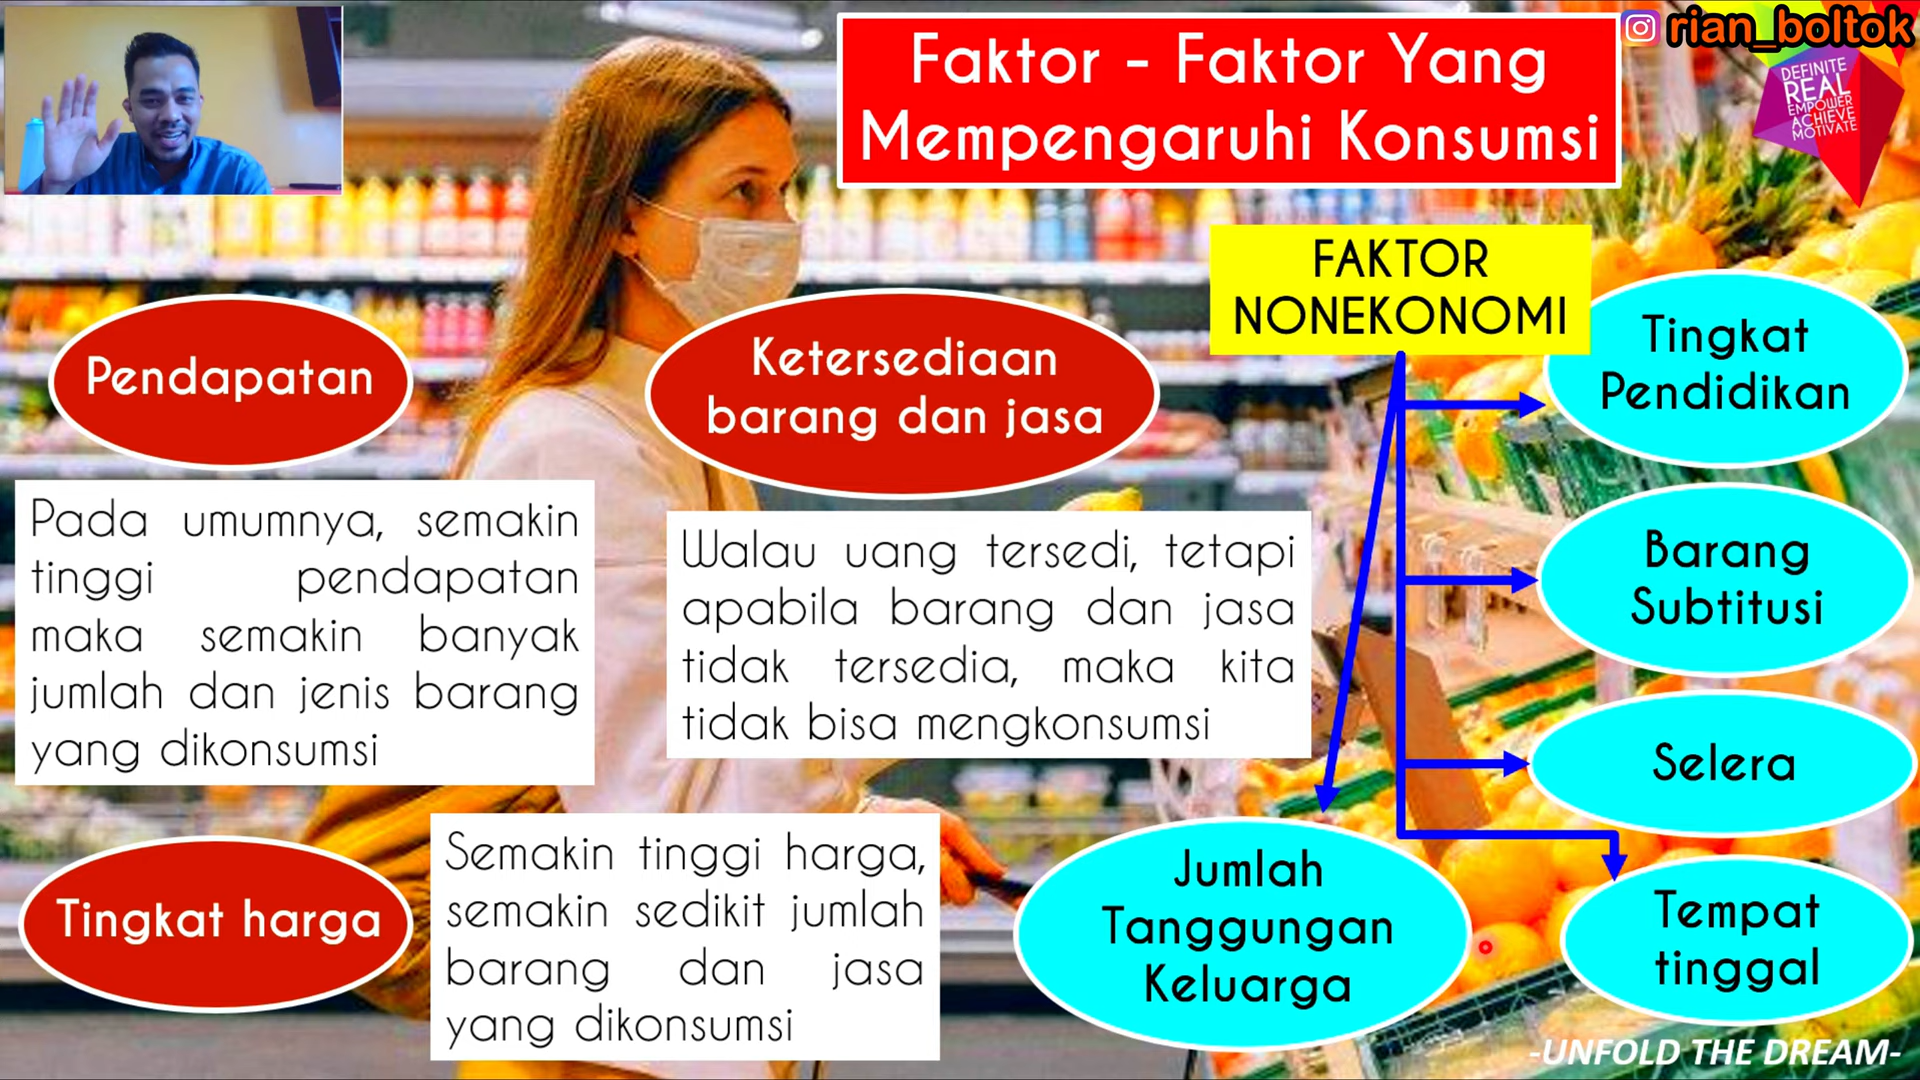 rian_boltok
DEFINITE
REAL
EMPOWER
ACHIEVE
MOTIVATE
Faktor - Faktor Yang
Mempengaruhi Konsumsi
Pendapatan
Pada umumnya, semakin
tinggi pendapatan
maka semakin banyak
jumlah dan jenis barang
yang dikonsumsi
Ketersediaan
barang dan jasa
Walau uang tersedi, tetapi
apabila barang dan jasa
tidak tersedia, maka kita
tidak bisa mengkonsumsi
Tingkat harga
Semakin tinggi harga,
semakin sedikit jumlah
barang dan jasa
yang dikonsumsi
FAKTOR
NONEKONOMI
Tingkat
Pendidikan
Barang
Subtitusi
Selera
Tempat
tinggal
Jumlah
Tanggungan
Keluarga
-UNFOLD THE DREAM-